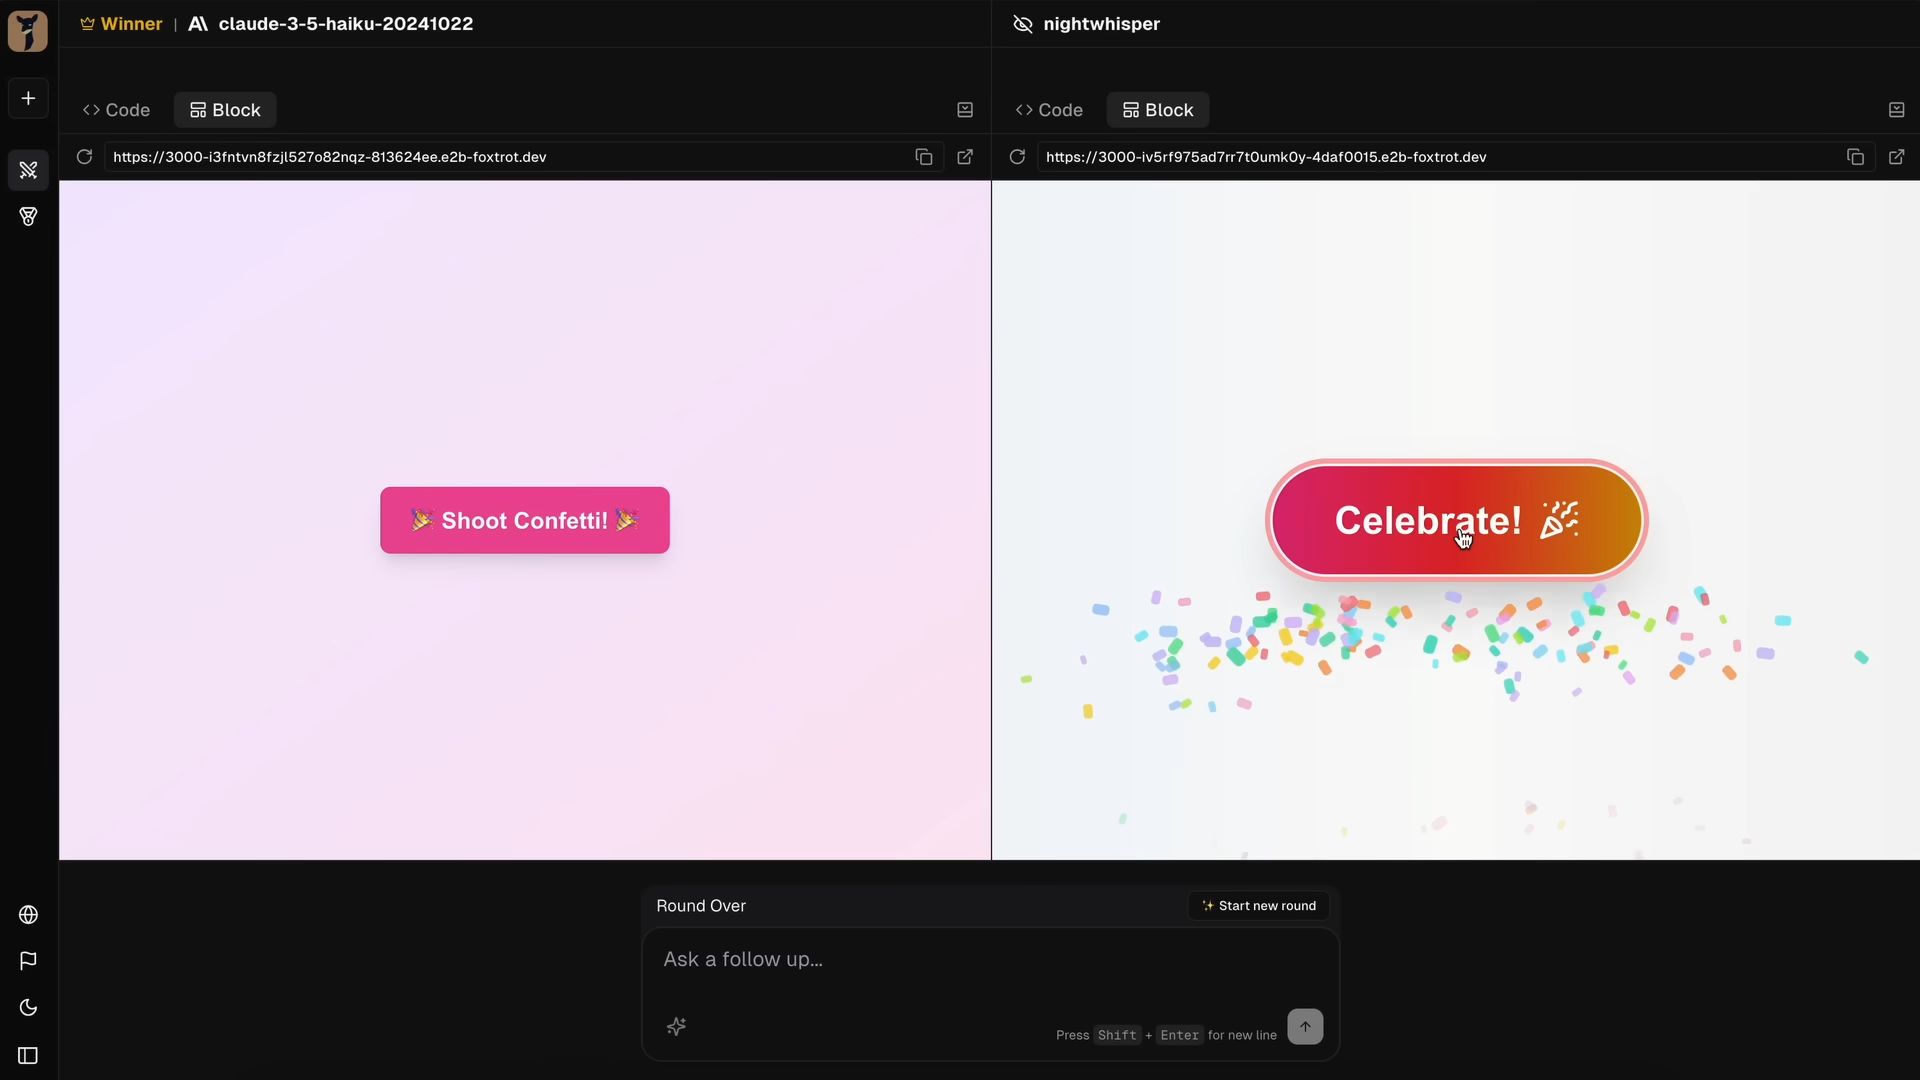 Winner | claude-3-5-haiku-20241022
Code
Block
https://3000-i3fntvn8fzjl527o82nqz-813624ee.e2b-foxtrot.dev
🎉 Shoot Confetti! 🎉
nightwhisper
Code
Block
https://3000-iv5rf975ad7rr7t0umk0y-4daf0015.e2b-foxtrot.dev
Celebrate!
Round Over
✨ Start new round
Ask a follow up...
Press Shift + Enter for new line